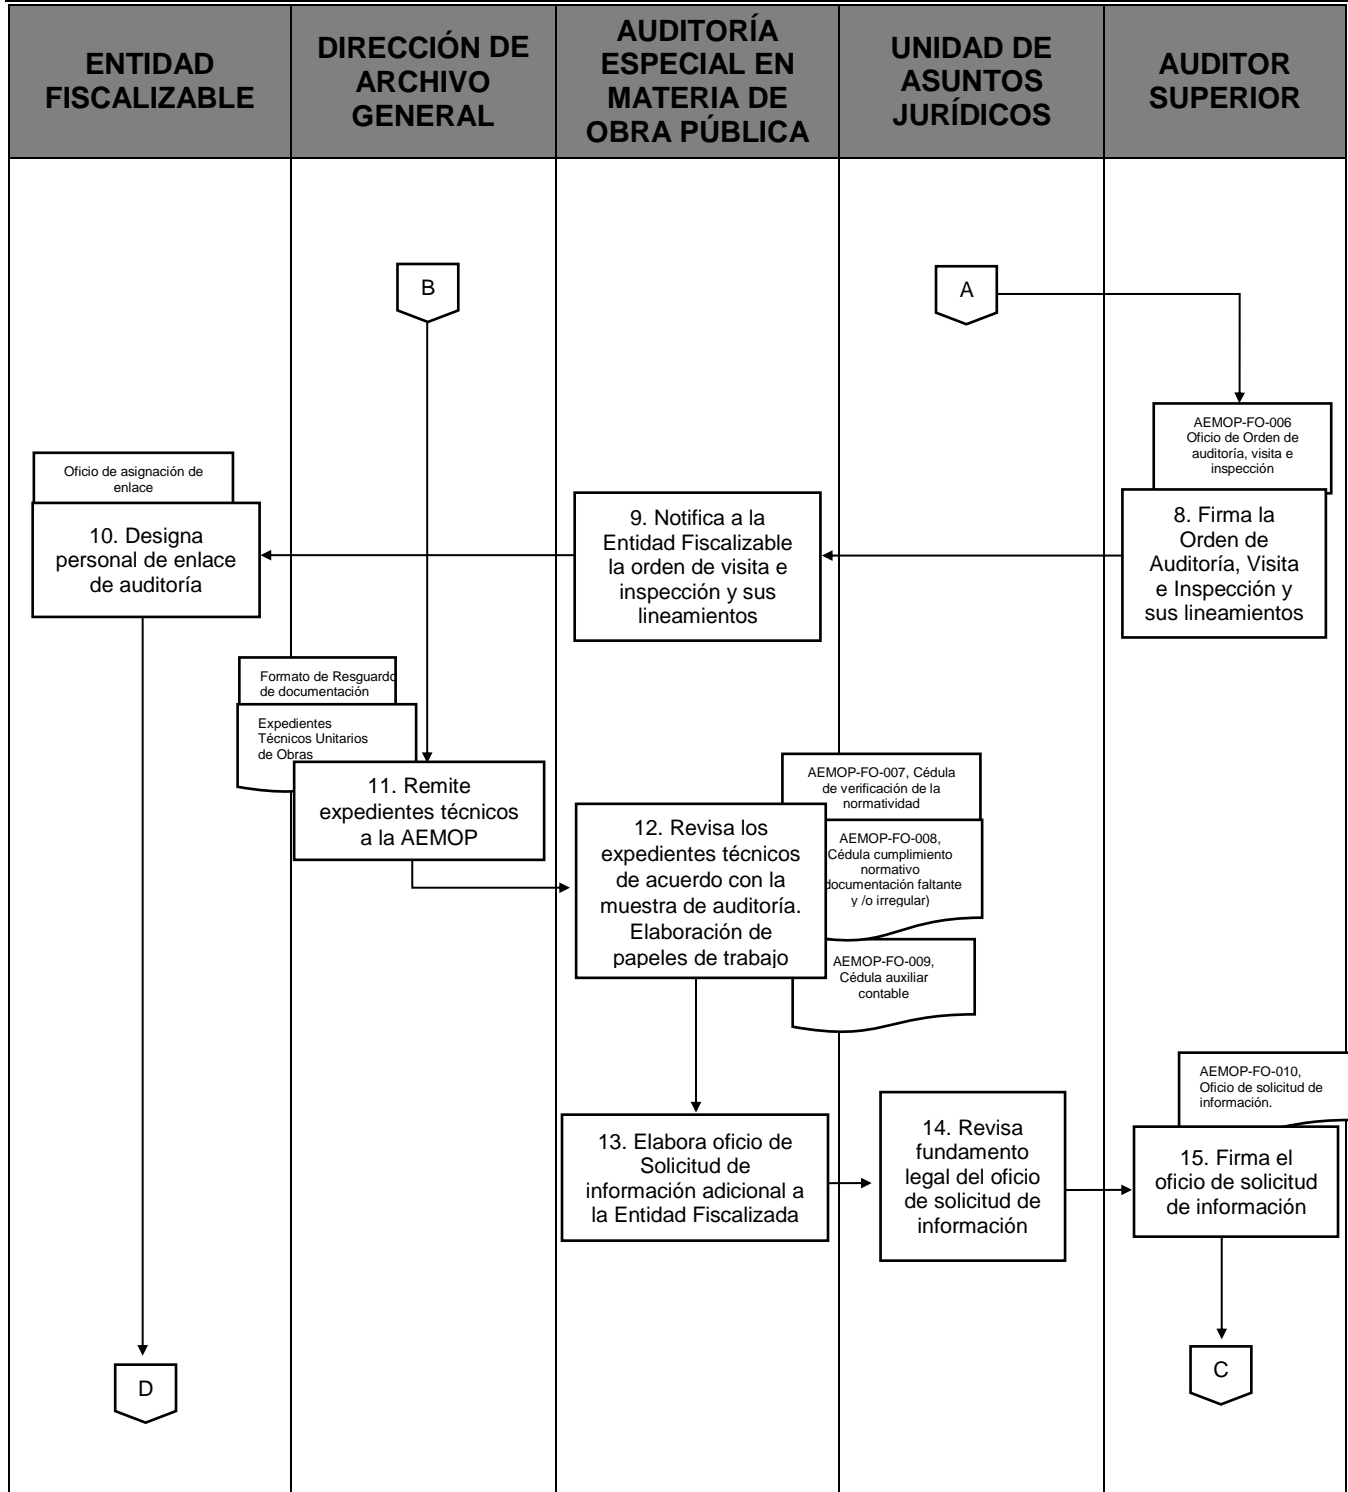 ENTIDAD
FISCALIZABLE
DIRECCIÓN DE
ARCHIVO
GENERAL
AUDITORÍA
ESPECIAL EN
MATERIA DE
OBRA PÚBLICA
UNIDAD DE
ASUNTOS
JURÍDICOS
AUDITOR
SUPERIOR
B
A
AEMOP-FO-006
Oficio de Orden de
auditoría, visita e
inspección
8. Firma la
Orden de
Auditoría, Visita
e Inspección y
sus lineamientos
9. Notifica a la
Entidad Fiscalizable
la orden de visita e
inspección y sus
lineamientos
Oficio de asignación de
enlace
10. Designa
personal de enlace
de auditoría
Formato de Resguardo
de documentación
Expedientes
Técnicos Unitarios
de Obras
11. Remite
expedientes técnicos
a la AEMOP
AEMOP-FO-007, Cédula
de verificación de la
normatividad
12. Revisa los
expedientes técnicos
de acuerdo con la
muestra de auditoría.
Elaboración de
papeles de trabajo
AEMOP-FO-008,
Cédula cumplimiento
normativo
documentación faltante
y /o irregular)
AEMOP-FO-009,
Cédula auxiliar
contable
13. Elabora oficio de
Solicitud de
información adicional a
la Entidad Fiscalizada
14. Revisa
fundamento
legal del oficio
de solicitud de
información
AEMOP-FO-010,
Oficio de solicitud de
información.
15. Firma el
oficio de solicitud
de información
D
C